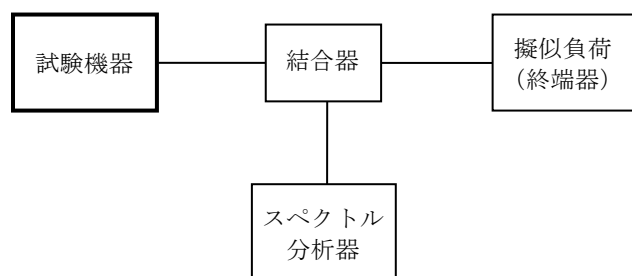 試験機器
結合器
擬似負荷
（終端器）
スペクトル
分析器